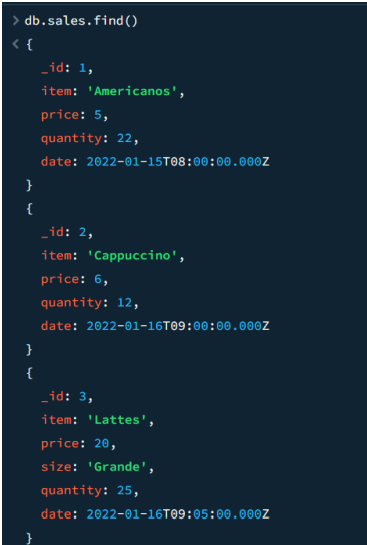 > db.sales.find()
< {
_id: 1,
item: 'Americanos',
price: 5,
quantity: 22,
date: 2022-01-15T08:00:00.000Z
}
{
_id: 2,
item: 'Cappuccino',
price: 6,
quantity: 12,
date: 2022-01-16T09:00:00.000Z
}
{
_id: 3,
item: 'Lattes',
price: 20,
size: 'Grande',
quantity: 25,
date: 2022-01-16T09:05:00.000Z
}